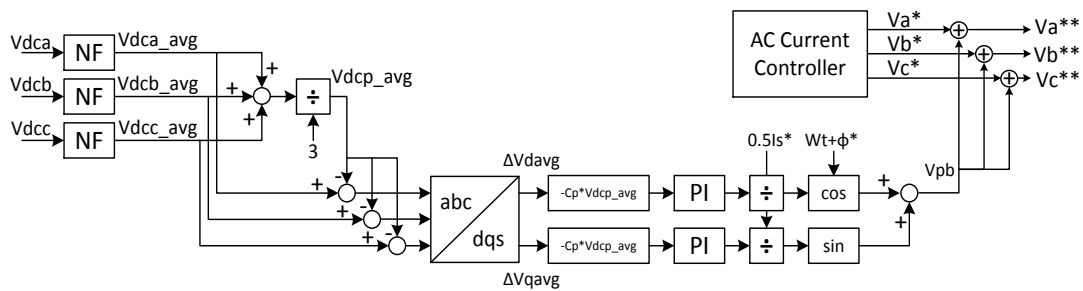 Vdca
NF
Vdca_avg
Vdcb
NF
Vdcb_avg
Vdcc
NF
Vdcc_avg
+
+
+
÷
3
Vdcp_avg
-
+
-
+
-
+
abc
dqs
ΔVdavg
ΔVqavg
-Cp*Vdcp_avg
PI
÷
0.5Is*
cos
Wt+ϕ*
-Cp*Vdcp_avg
PI
÷
sin
+
+
Vpb
AC Current
Controller
Va*
+
Va**
Vb*
+
Vb**
Vc*
+
Vc**